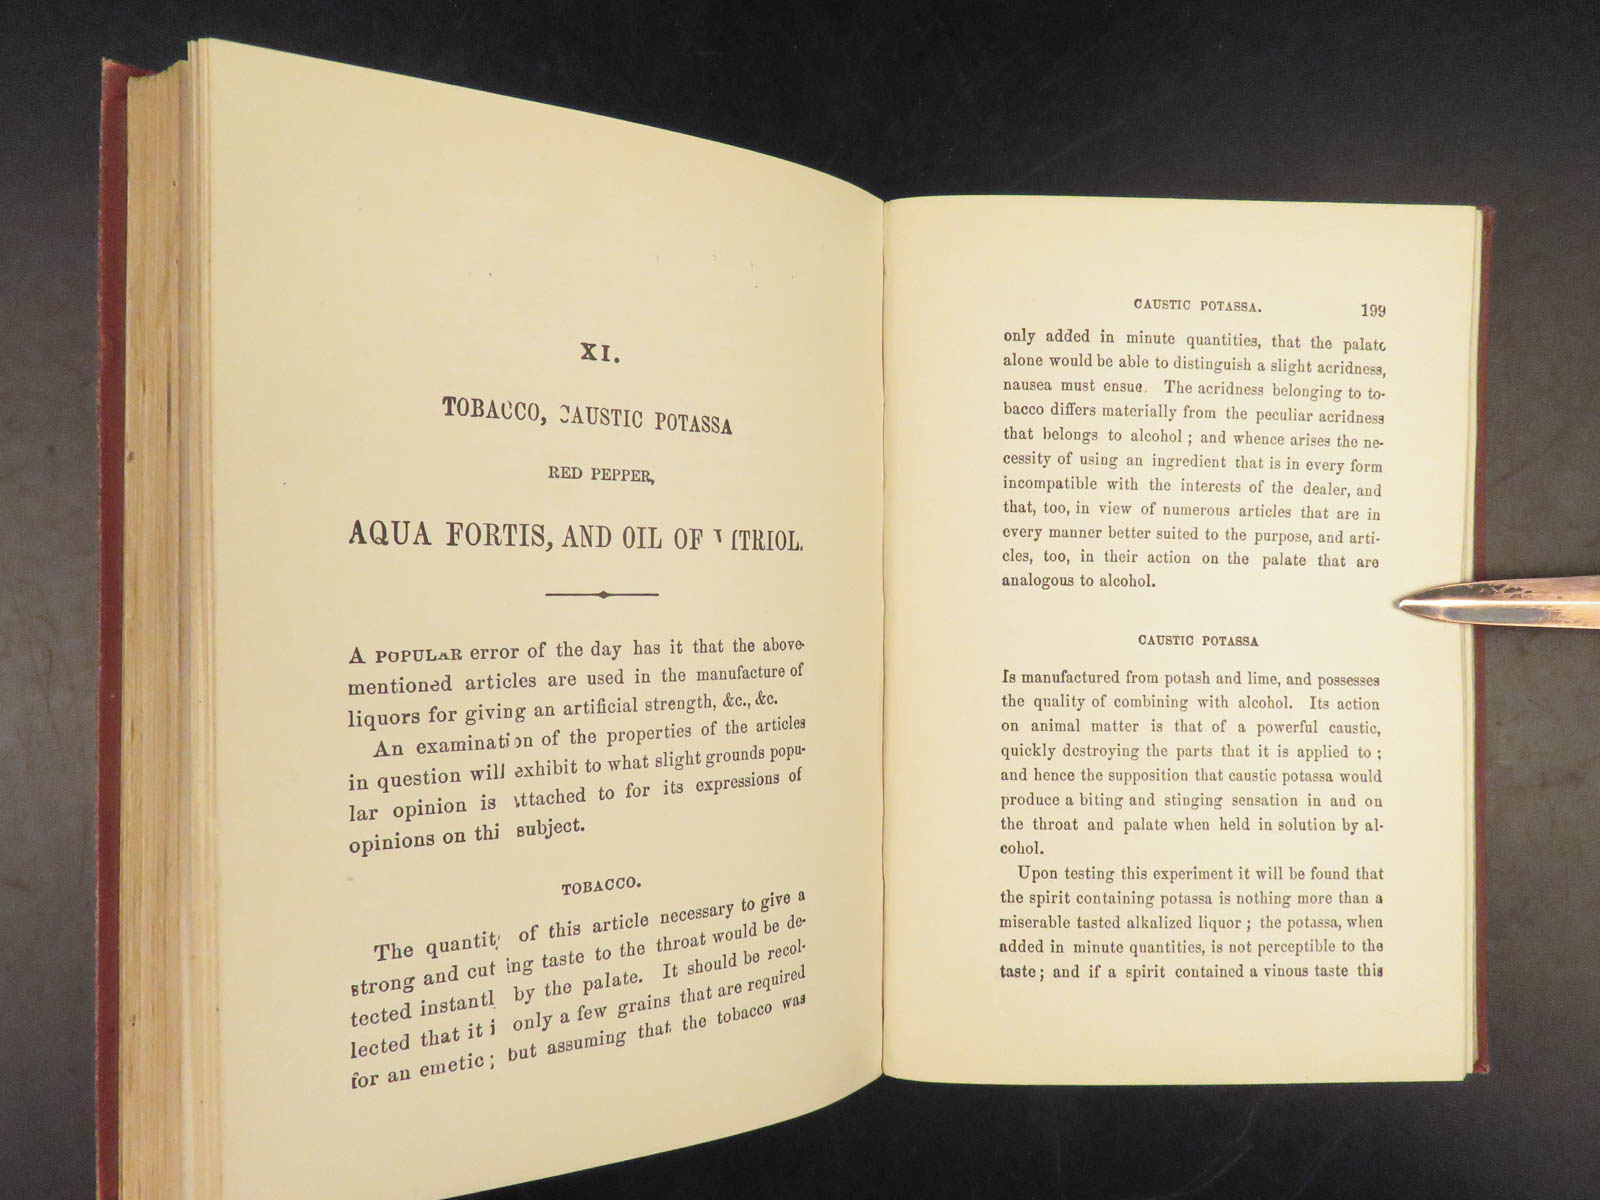 XI.
TOBACCO, CAUSTIC POTASSA
RED PEPPER,
AQUA FORTIS, AND OIL OF VITRIOL.
A POPULAR error of the day has it that the above-
mentioned articles are used in the manufacture of
liquors for giving an artificial strength, &c., &c.
An examination of the properties of the articles
in question will exhibit to what slight grounds popu-
lar opinion is attached to for its expressions of
opinions on thi subject.
TOBACCO.
The quantity of this article necessary to give a
strong and cutting taste to the throat would be de-
tected instantl by the palate. It should be recol-
lected that it i only a few grains that are required
for an emetic; but assuming that the tobacco was
CAUSTIC POTASSA. 199
only added in minute quantities, that the palate
alone would be able to distinguish a slight acridness,
nausea must ensue. The acridness belonging to to-
bacco differs materially from the peculiar acridness
that belongs to alcohol; and whence arises the ne-
cessity of using an ingredient that is in every form
incompatible with the interests of the dealer, and
that, too, in view of numerous articles that are in
every manner better suited to the purpose, and arti-
cles, too, in their action on the palate that are
analogous to alcohol.
CAUSTIC POTASSA
Is manufactured from potash and lime, and possesses
the quality of combining with alcohol. Its action
on animal matter is that of a powerful caustic,
quickly destroying the parts that it is applied to;
and hence the supposition that caustic potassa would
produce a biting and stinging sensation in and on
the throat and palate when held in solution by al-
cohol.
Upon testing this experiment it will be found that
the spirit containing potassa is nothing more than a
miserable tasted alkalized liquor; the potassa, when
added in minute quantities, is not perceptible to the
taste; and if a spirit contained a vinous taste this